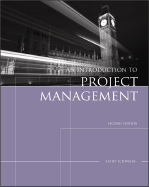 AN INTRODUCTION TO
PROJECT
MANAGEMENT
SECOND EDITION